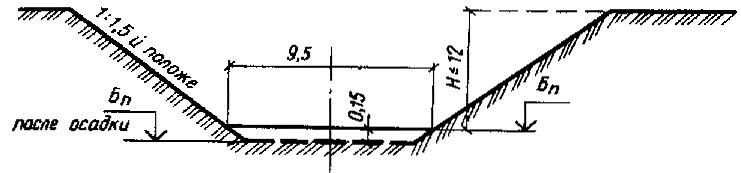 1:1,5 и положе
9,5
0,15
H≤12
Бп
Бп
после осадки